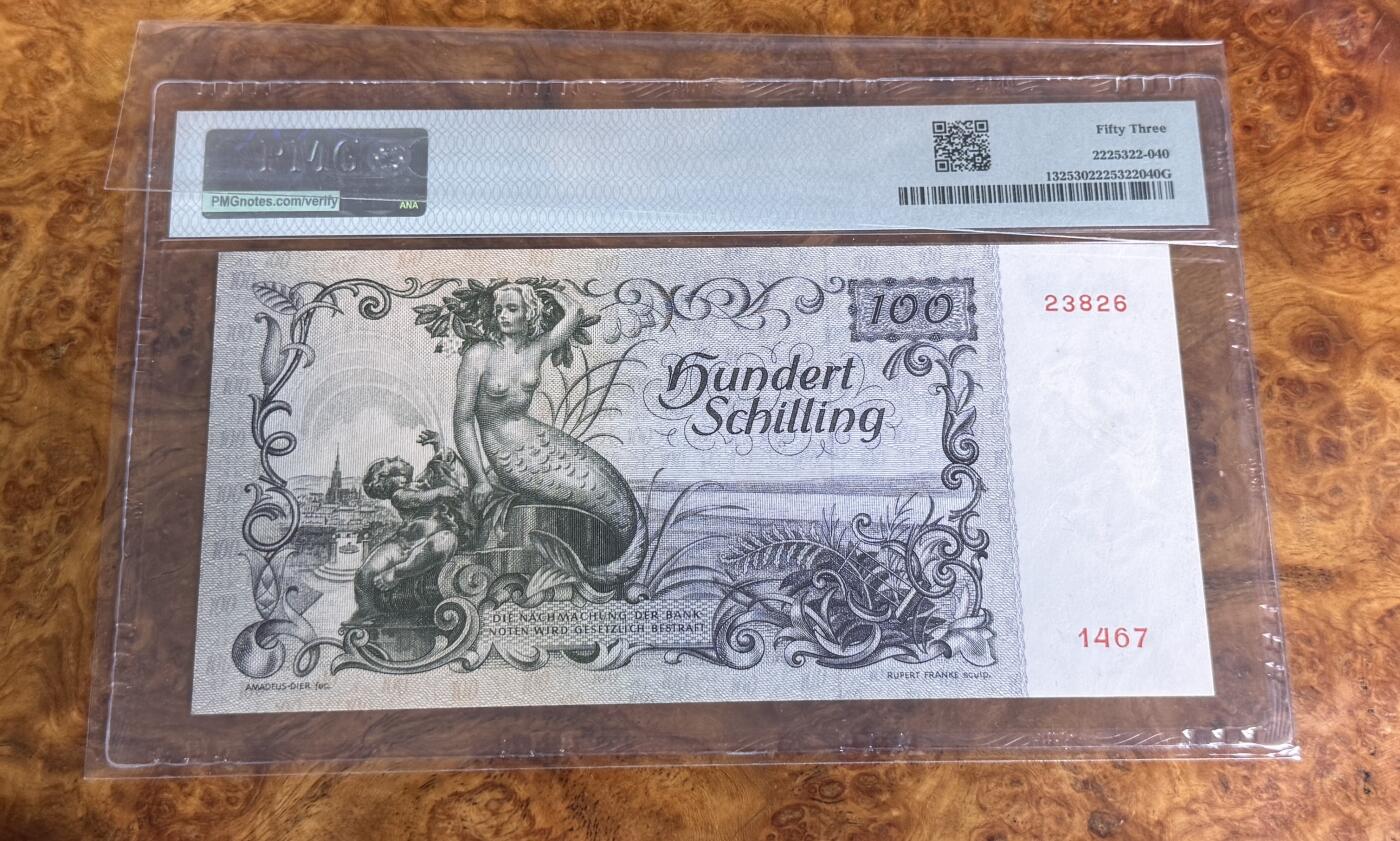 PMG
PMGnotes.com/verify
ANA
Fifty Three
2225322-040
1325302225322040G
100
Hundert
Schilling
23826
1467
DIE NACHMACHUNG DER BANK-
NOTEN WIRD GESETZLICH BESTRAFT.
AMADEUS-DIER fec.
RUPERT FRANKE sculp.